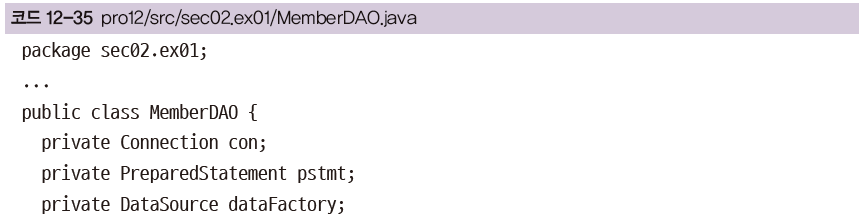 코드 12-35 pro12/src/sec02.ex01/MemberDAO.java
package sec02.ex01;
...
public class MemberDAO {
private Connection con;
private PreparedStatement pstmt;
private DataSource dataFactory;